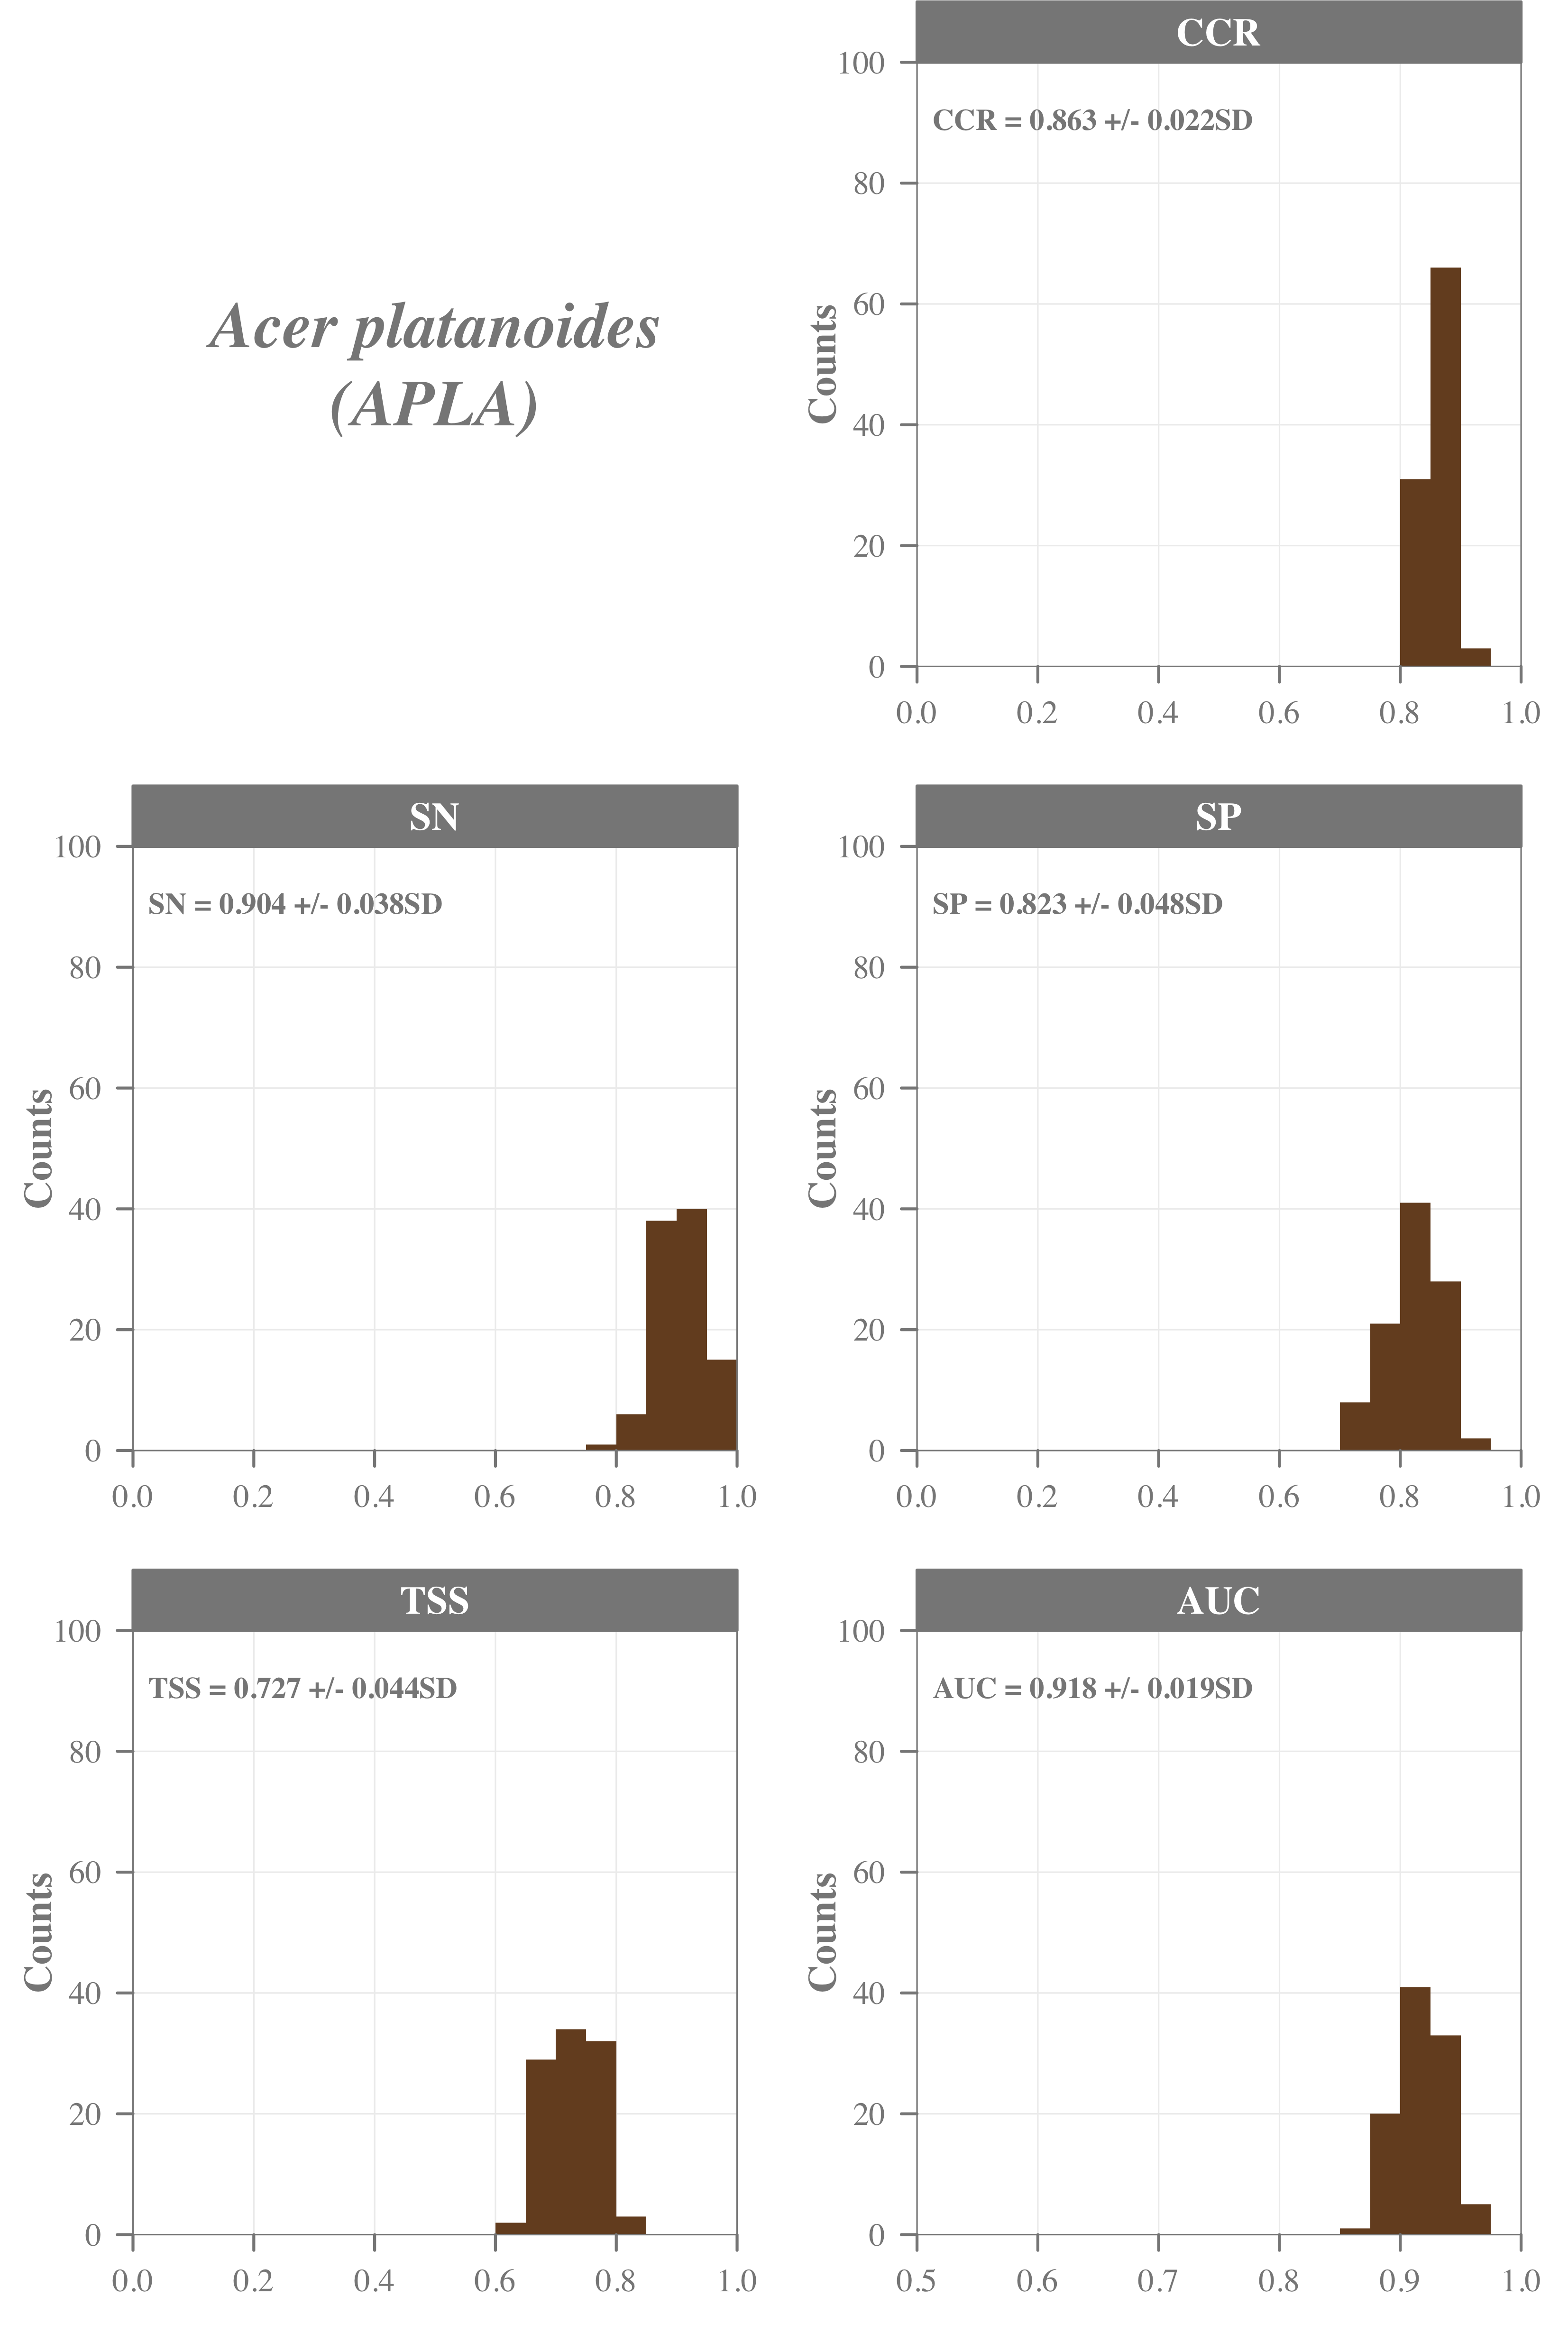 Acer platanoides
(APLA)
CCR
CCR = 0.863 +/- 0.022SD
100
80
60
40
20
0
Counts
0.0 0.2 0.4 0.6 0.8 1.0
SN
SN = 0.904 +/- 0.038SD
100
80
60
40
20
0
Counts
0.0 0.2 0.4 0.6 0.8 1.0
SP
SP = 0.823 +/- 0.048SD
100
80
60
40
20
0
Counts
0.0 0.2 0.4 0.6 0.8 1.0
TSS
TSS = 0.727 +/- 0.044SD
100
80
60
40
20
0
Counts
0.0 0.2 0.4 0.6 0.8 1.0
AUC
AUC = 0.918 +/- 0.019SD
100
80
60
40
20
0
Counts
0.5 0.6 0.7 0.8 0.9 1.0